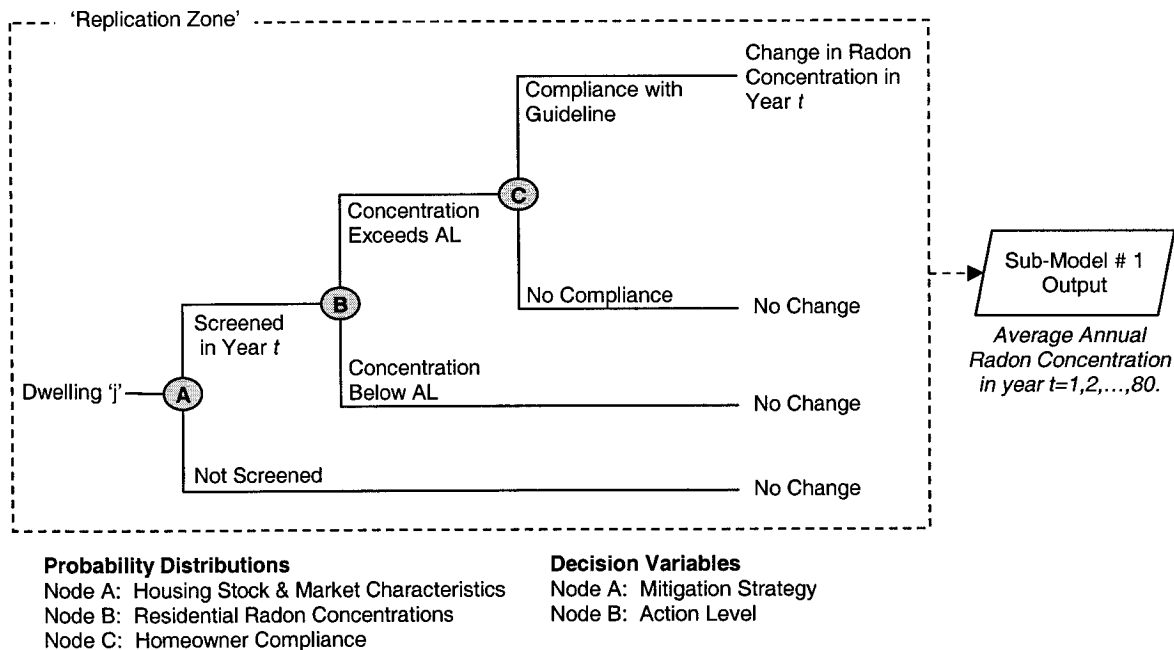 ‘Replication Zone’
Change in Radon
Concentration in
Year t
Compliance with
Guideline
C
Concentration
Exceeds AL
No Compliance
No Change
B
Screened
in Year t
Concentration
Below AL
No Change
Dwelling ‘j’
A
Not Screened
No Change
Sub-Model # 1
Output
Average Annual
Radon Concentration
in year t=1,2,...,80.
Probability Distributions
Node A: Housing Stock & Market Characteristics
Node B: Residential Radon Concentrations
Node C: Homeowner Compliance
Decision Variables
Node A: Mitigation Strategy
Node B: Action Level